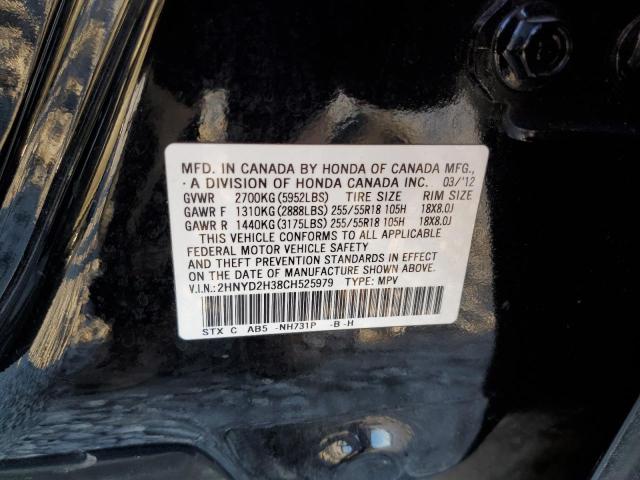 MFD. IN CANADA BY HONDA OF CANADA MFG.,
· A DIVISION OF HONDA CANADA INC. 03/'12
GVWR 2700KG (5952LBS) TIRE SIZE RIM SIZE
GAWR F 1310KG (2888LBS) 255/55R18 105H 18X8.0J
GAWR R 1440KG (3175LBS) 255/55R18 105H 18X8.0J
THIS VEHICLE CONFORMS TO ALL APPLICABLE
FEDERAL MOTOR VEHICLE SAFETY
AND THEFT PREVENTION STANDARDS IN EFFECT
ON THE DATE OF MANUFACTURE SHOWN ABOVE.
V.I.N.: 2HNYD2H38CH525979 TYPE: MPV
STX C AB5 -NH731P -B -H